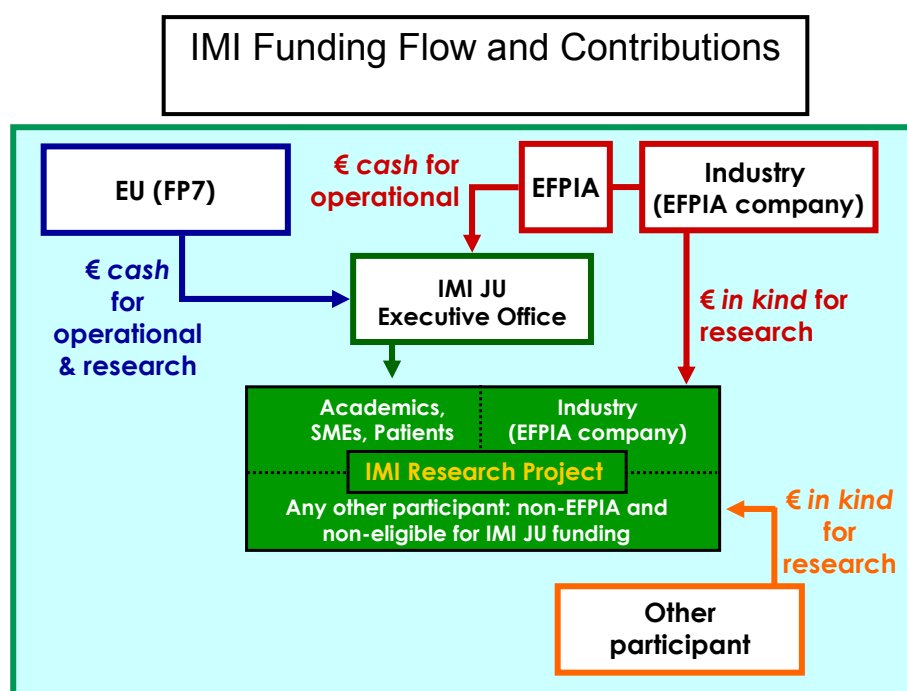 IMI Funding Flow and Contributions
EU (FP7)
€ cash for
operational
EFPIA
Industry
(EFPIA company)
€ cash
for
operational
& research
IMI JU
Executive Office
€ in kind for
research
Academics,
SMEs, Patients
Industry
(EFPIA company)
IMI Research Project
Any other participant: non-EFPIA and
non-eligible for IMI JU funding
€ in kind
for
research
Other
participant